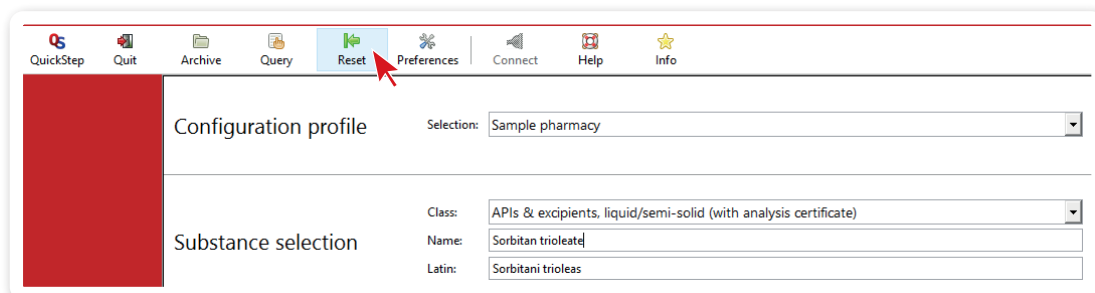 QS
QuickStep Quit Archive Query Reset Preferences Connect Help Info
Configuration profile Selection: Sample pharmacy
Class: APIs & excipients, liquid/semi-solid (with analysis certificate)
Substance selection Name: Sorbitan trioleate
Latin: Sorbitani trioleas